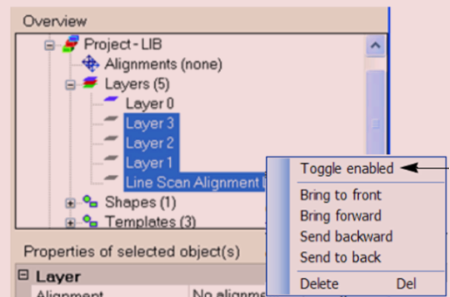 Overview
Project - LIB
Alignments (none)
Layers (5)
Layer 0
Layer 3
Layer 2
Layer 1
Line Scan Alignment
Toggle enabled
Bring to front
Bring forward
Send backward
Send to back
Delete Del
Shapes (1)
Templates (3)
Properties of selected object(s)
Layer
Alignment No